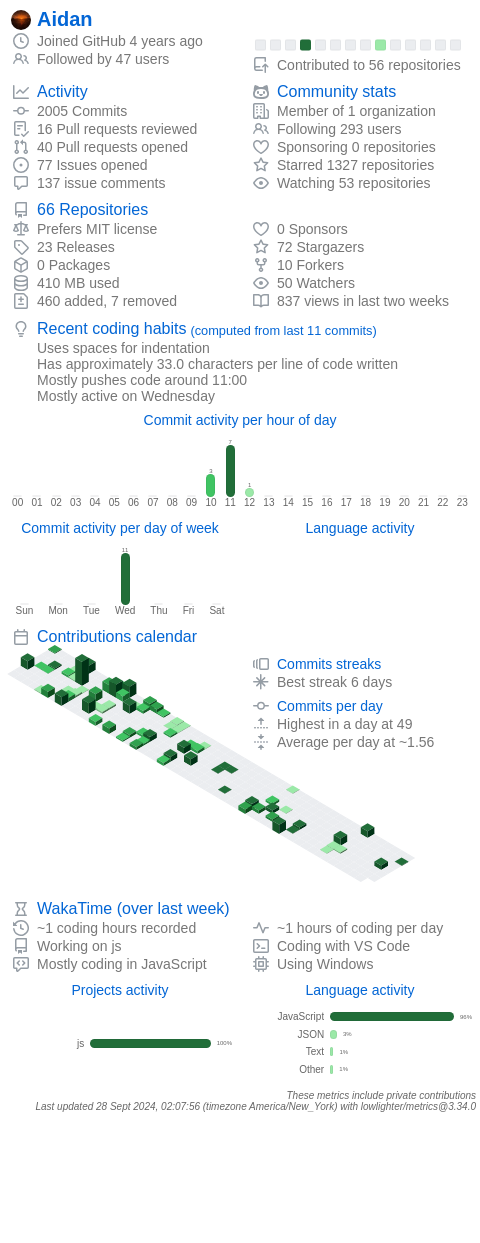 Aidan
Joined GitHub 4 years ago
Followed by 47 users
Contributed to 56 repositories
Activity
2005 Commits
16 Pull requests reviewed
40 Pull requests opened
77 Issues opened
137 issue comments
Community stats
Member of 1 organization
Following 293 users
Sponsoring 0 repositories
Starred 1327 repositories
Watching 53 repositories
66 Repositories
Prefers MIT license
23 Releases
0 Packages
410 MB used
460 added, 7 removed
0 Sponsors
72 Stargazers
10 Forkers
50 Watchers
837 views in last two weeks
Recent coding habits (computed from last 11 commits)
Uses spaces for indentation
Has approximately 33.0 characters per line of code written
Mostly pushes code around 11:00
Mostly active on Wednesday
Commit activity per hour of day
3 7 1
00 01 02 03 04 05 06 07 08 09 10 11 12 13 14 15 16 17 18 19 20 21 22 23
Commit activity per day of week
11
Sun Mon Tue Wed Thu Fri Sat
Language activity
Contributions calendar
Commits streaks
Best streak 6 days
Commits per day
Highest in a day at 49
Average per day at ~1.56
WakaTime (over last week)
~1 coding hours recorded
Working on js
Mostly coding in JavaScript
~1 hours of coding per day
Coding with VS Code
Using Windows
Projects activity
js 100%
Language activity
JavaScript 96%
JSON 3%
Text 1%
Other 1%
These metrics include private contributions
Last updated 28 Sept 2024, 02:07:56 (timezone America/New_York) with lowlighter/metrics@3.34.0